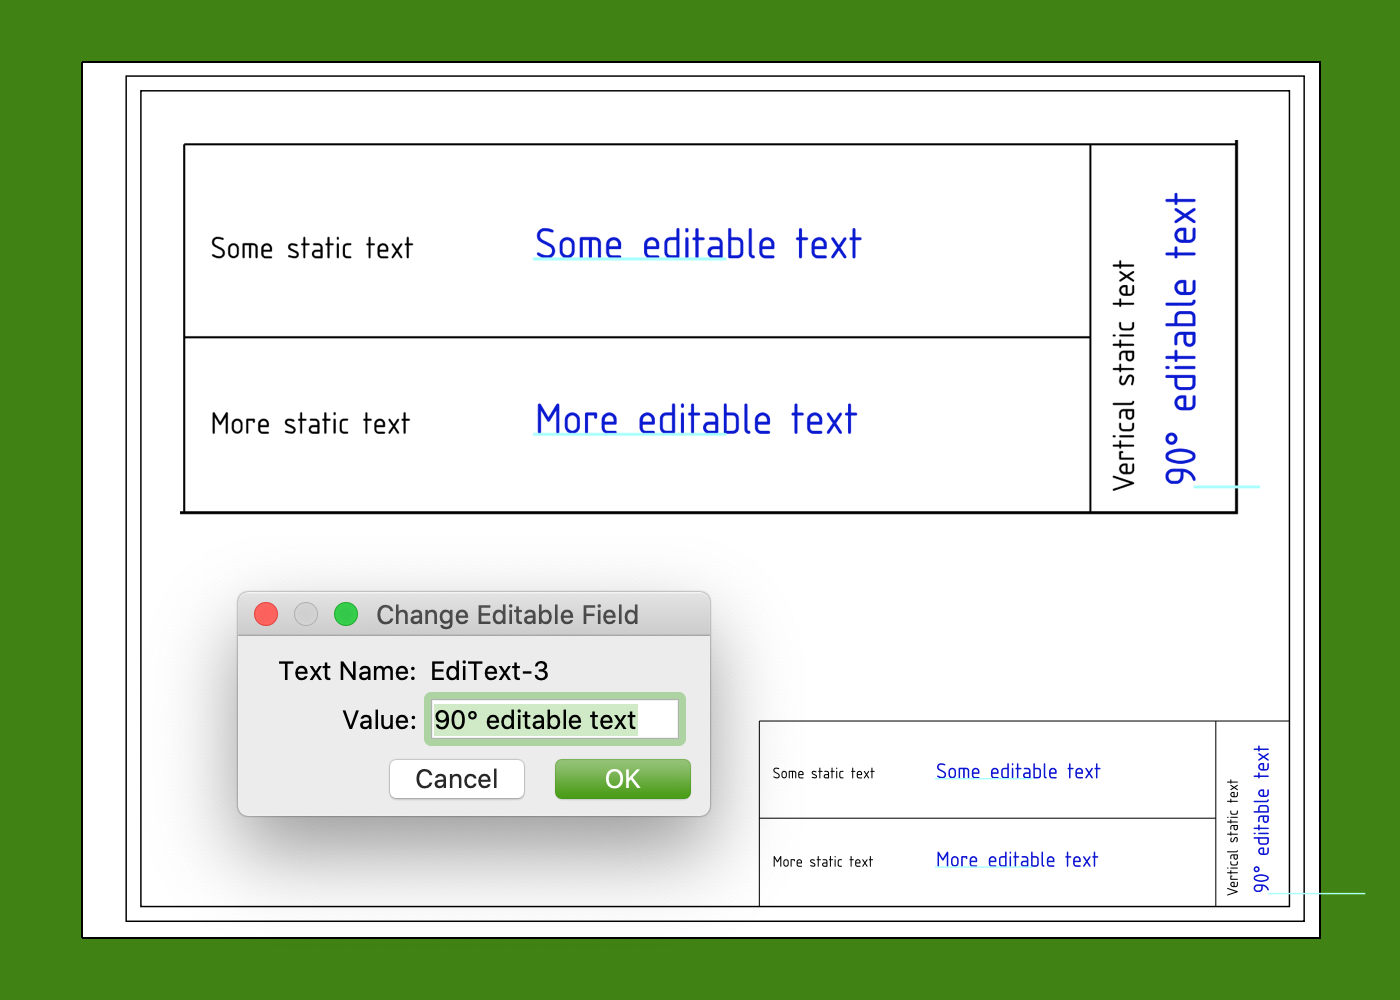 Some static text
Some editable text
More static text
More editable text
Vertical static text
90° editable text
Change Editable Field
Text Name: EdiText-3
Value: 90° editable text
Cancel
OK
Some static text
Some editable text
More static text
More editable text
Vertical static text
90° editable text